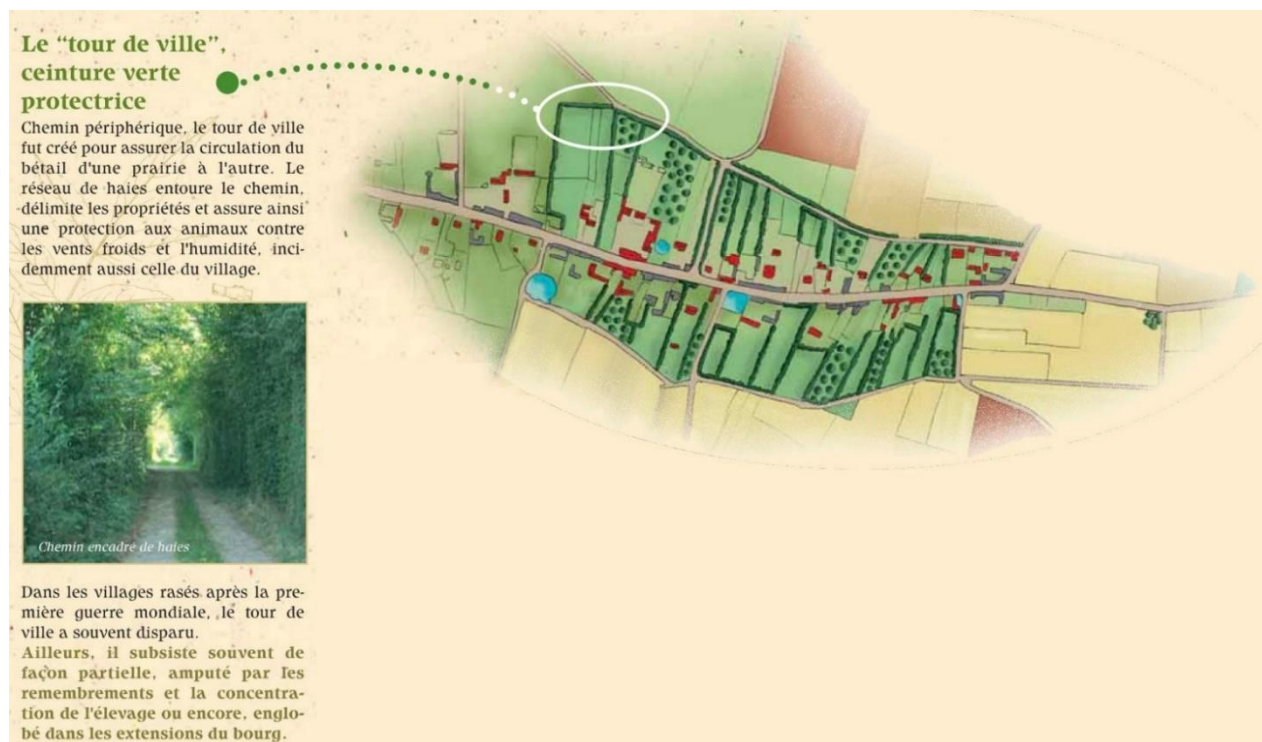 Le “tour de ville”,
ceinture verte
protectrice
Chemin périphérique, le tour de ville
fut créé pour assurer la circulation du
bétail d'une prairie à l'autre. Le
réseau de haies entoure le chemin,
délimite les propriétés et assure ainsi
une protection aux animaux contre
les vents froids et l'humidité, inci-
demment aussi celle du village.
Chemin encadré de haies
Dans les villages rasés après la pre-
mière guerre mondiale, le tour de
ville a souvent disparu.
Ailleurs, il subsiste souvent de
façon partielle, amputé par les
remembrements et la concentra-
tion de l'élevage ou encore, englo-
bé dans les extensions du bourg.